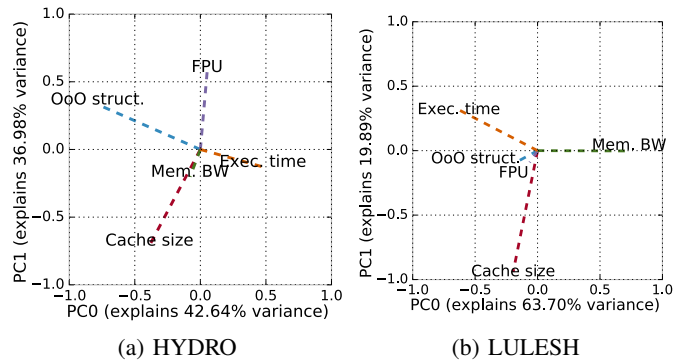 1.0
0.5
0.0
−0.5
−1.0
PC1 (explains 36.98% variance)
FPU
OoO struct.
Exec. time
Mem. BW
Cache size
−1.0 −0.5 0.0 0.5 1.0
PC0 (explains 42.64% variance)
(a) HYDRO
1.0
0.5
0.0
−0.5
−1.0
PC1 (explains 19.89% variance)
Exec. time
Mem. BW
OoO struct.
FPU
Cache size
−1.0 −0.5 0.0 0.5 1.0
PC0 (explains 63.70% variance)
(b) LULESH